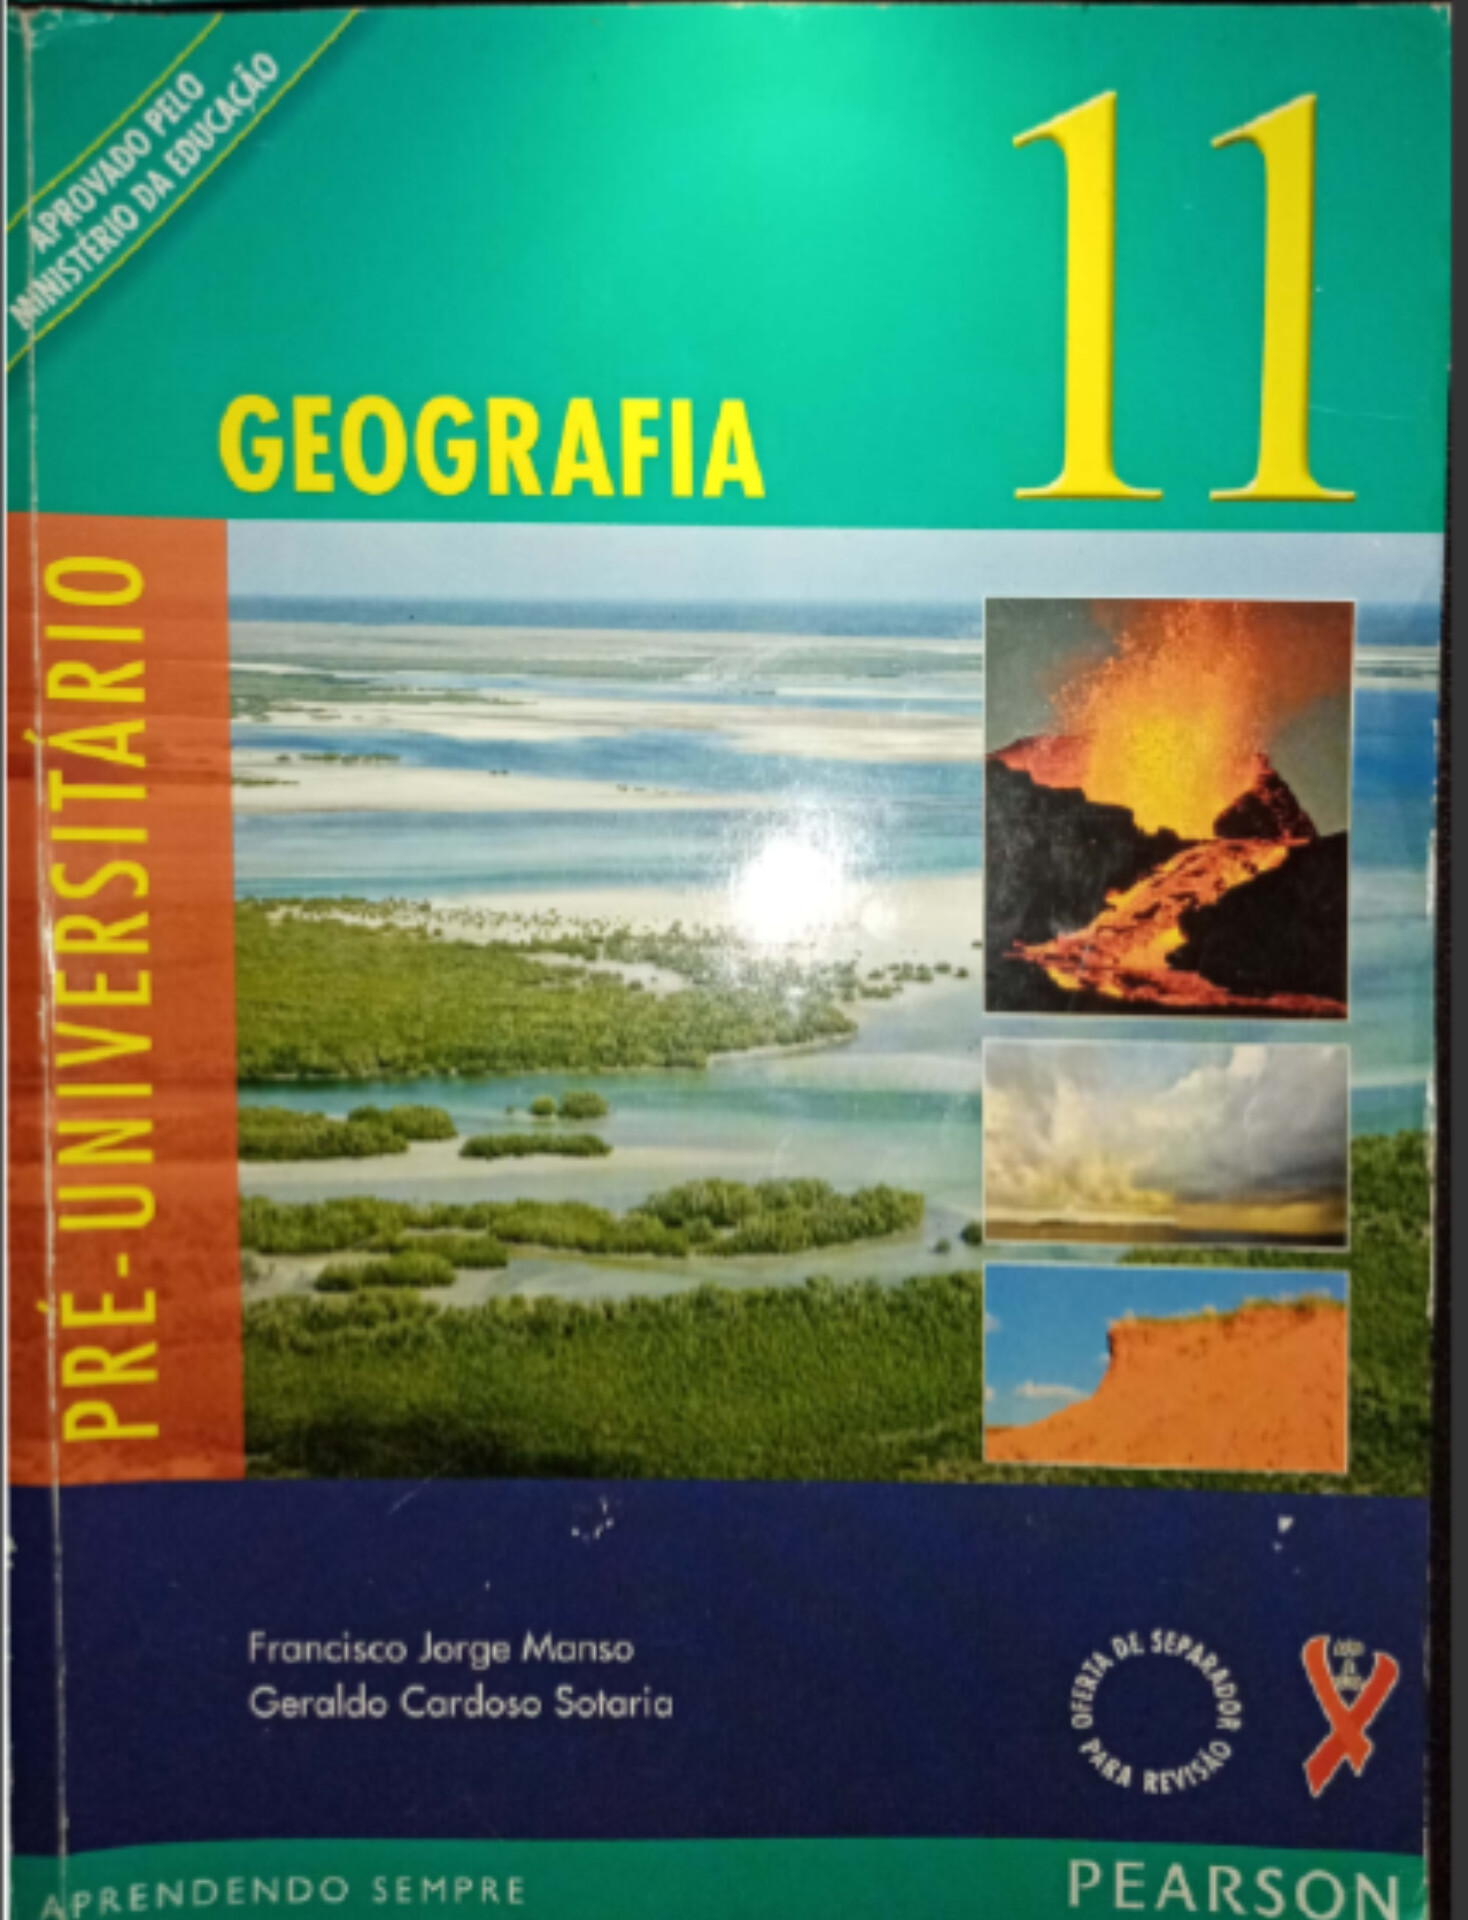 APROVADO PELO
MINISTÉRIO DA EDUCAÇÃO
11
GEOGRAFIA
PRÉ-UNIVERSITÁRIO
Francisco Jorge Manso
Geraldo Cardoso Sotaria
OFERTA DE SEPARADOR
PARA REVISÃO
APRENDENDO SEMPRE
PEARSON